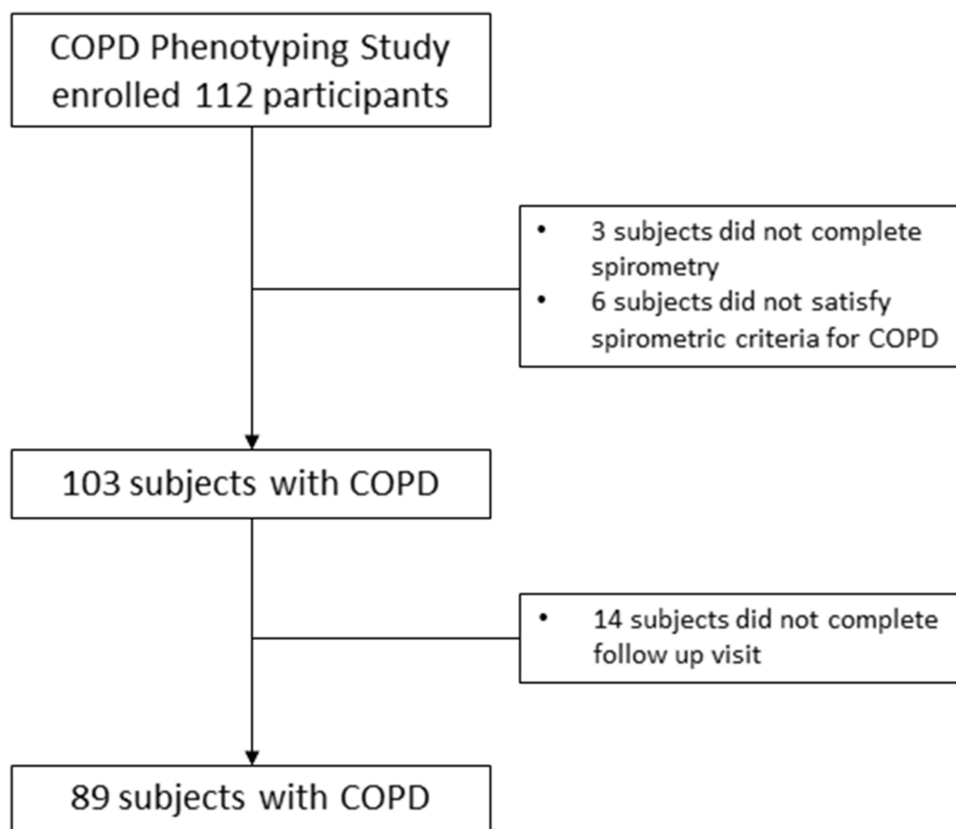 COPD Phenotyping Study
enrolled 112 participants
• 3 subjects did not complete
spirometry
• 6 subjects did not satisfy
spirometric criteria for COPD
103 subjects with COPD
• 14 subjects did not complete
follow up visit
89 subjects with COPD